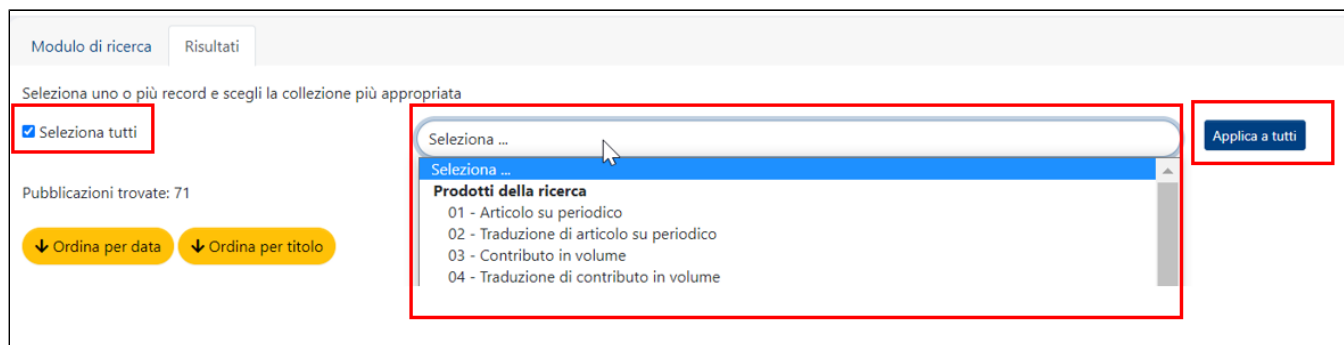 Modulo di ricerca
Risultati
Seleziona uno o più record e scegli la collezione più appropriata
Seleziona tutti
Seleziona ...
Applica a tutti
Seleziona ...
Prodotti della ricerca
01 - Articolo su periodico
02 - Traduzione di articolo su periodico
03 - Contributo in volume
04 - Traduzione di contributo in volume
Pubblicazioni trovate: 71
Ordina per data
Ordina per titolo